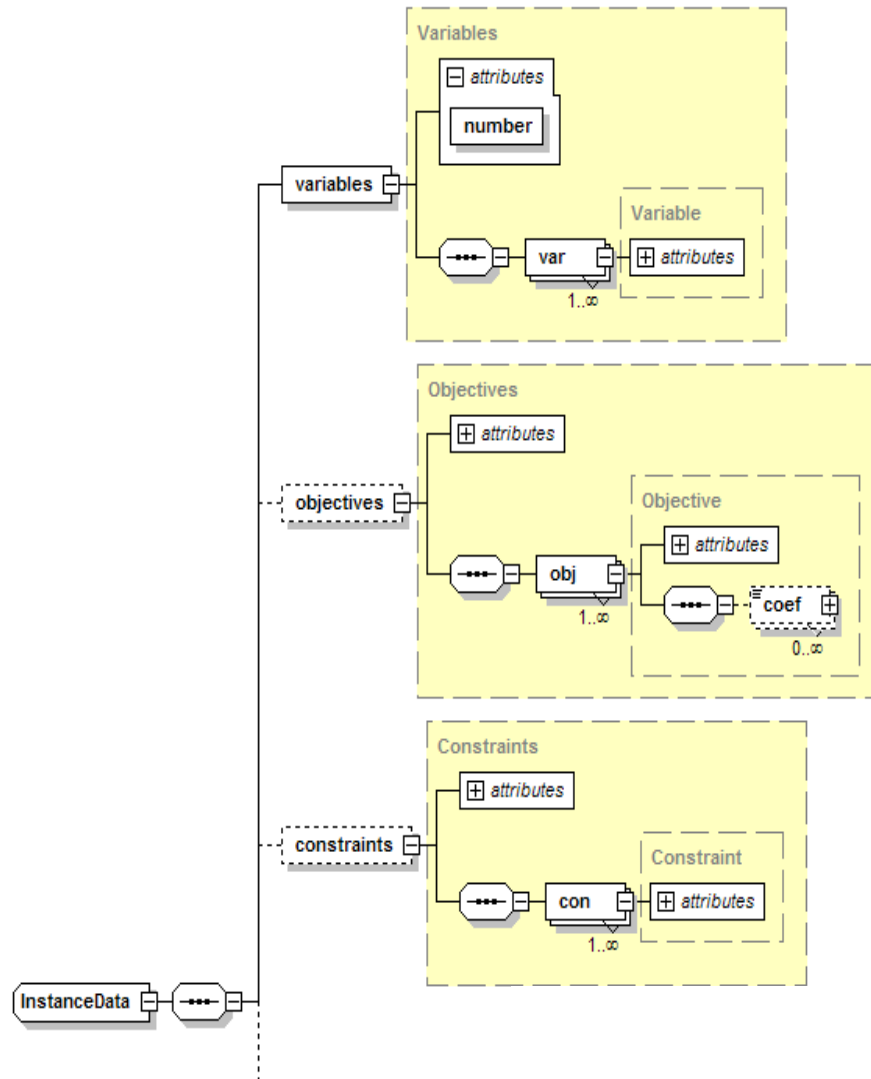 Variables
attributes
number
variables
Variable
var
attributes
1..∞
Objectives
attributes
objectives
Objective
attributes
obj
coef
1..∞
0..∞
Constraints
attributes
constraints
Constraint
con
attributes
1..∞
InstanceData